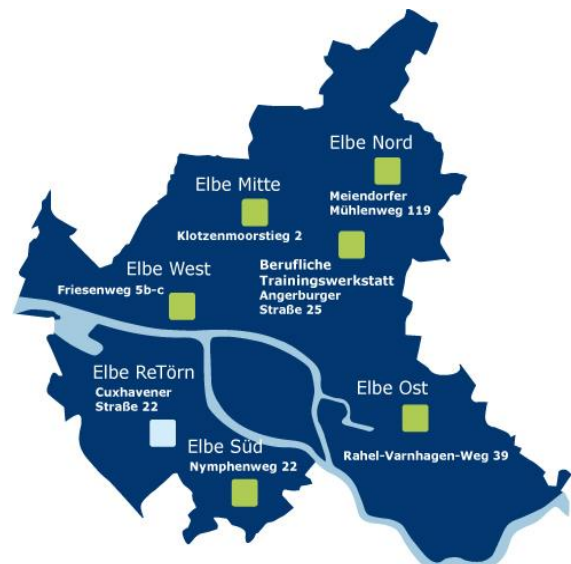 Elbe Nord
Meiendorfer
Mühlenweg 119
Elbe Mitte
Klotzenmoorstieg 2
Berufliche
Trainingswerkstatt
Angerburger
Straße 25
Elbe West
Friesenweg 5b-c
Elbe ReTörn
Cuxhavener
Straße 22
Elbe Ost
Rahel-Varnhagen-Weg 39
Elbe Süd
Nymphenweg 22